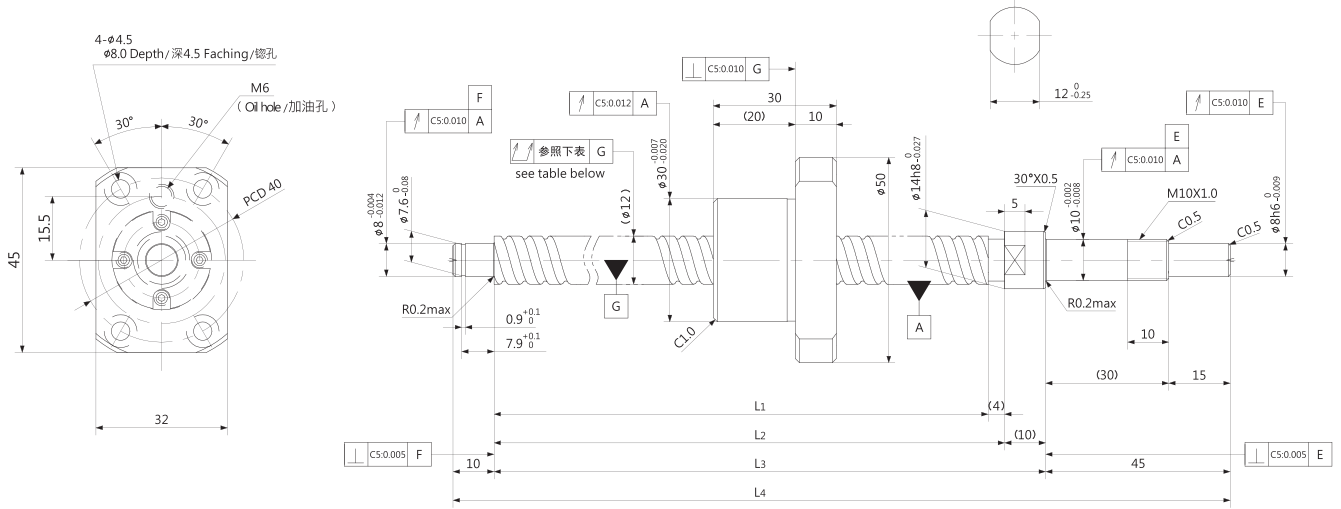 4-φ4.5
φ8.0 Depth/深4.5 Faching/锪孔
M6
( Oil hole/加油孔 )
30°
30°
PCD 40
15.5
45
32
F
C5:0.010 A
φ8 -0.004 -0.012
φ7.6 0 -0.08
R0.2max
0.9 +0.1 0
7.9 +0.1 0
C5:0.005 F
10
C5:0.012 A
参照下表 G
see table below
(φ12)
φ30 -0.007 -0.020
C5:0.010 G
30
(20)
10
φ50
C1.0
G
A
φ14h8 0 -0.027
30°X0.5
5
12 0 -0.25
E
C5:0.010 A
φ10 -0.002 -0.008
M10X1.0
C0.5
C0.5
C5:0.010 E
φ8h6 0 -0.009
R0.2max
10
(30)
15
L1
(4)
L2
(10)
L3
45
L4
C5:0.005 E